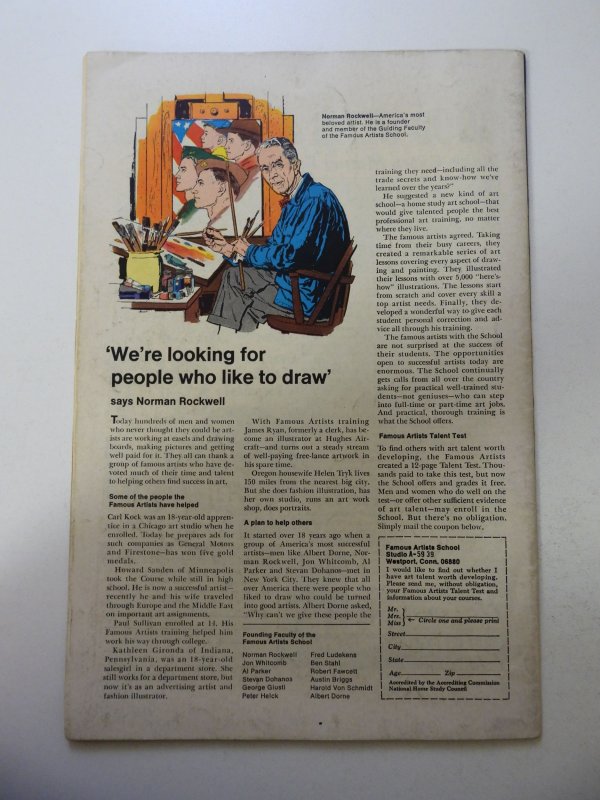 Norman Rockwell—America's most
beloved artist. He is a founder
and member of the Guiding Faculty
of the Famous Artists School.
'We're looking for
people who like to draw'
says Norman Rockwell
Today hundreds of men and women
who never thought they could be art-
ists are working at easels and drawing
boards, making pictures and getting
well paid for it. They all can thank a
group of famous artists who have de-
voted much of their time and talent
to helping others find success in art.
Some of the people the
Famous Artists have helped
Carl Kock was an 18-year-old appren-
tice in a Chicago art studio when he
enrolled. Today he prepares ads for
such companies as General Motors
and Firestone—has won five gold
medals.
Howard Sanden of Minneapolis
took the Course while still in high
school. He is now a successful artist—
recently he and his wife traveled
through Europe and the Middle East
on important art assignments.
Paul Sullivan enrolled at 14. His
Famous Artists training helped him
work his way through college.
Kathleen Gironda of Indiana,
Pennsylvania, was an 18-year-old
salesgirl in a department store. She
still works for a department store, but
now it's as an advertising artist and
fashion illustrator.
With Famous Artists training
James Ryan, formerly a clerk, has be-
come an illustrator at Hughes Air-
craft—and turns out a steady stream
of well-paying free-lance artwork in
his spare time.
Oregon housewife Helen Tryk lives
150 miles from the nearest big city.
But she does fashion illustration, has
her own studio, runs an art work
shop, does portraits.
A plan to help others
It started over 18 years ago when a
group of America's most successful
artists—men like Albert Dorne, Nor-
man Rockwell, Jon Whitcomb, Al
Parker and Stevan Dohanos—met in
New York City. They knew that all
over America there were people who
liked to draw who could be turned
into good artists. Albert Dorne asked,
"Why can't we give these people the
Founding Faculty of the
Famous Artists School
Norman Rockwell
Jon Whitcomb
Al Parker
Stevan Dohanos
George Giusti
Peter Helck
Fred Ludekens
Ben Stahl
Robert Fawcett
Austin Briggs
Harold Von Schmidt
Albert Dorne
training they need—including all the
trade secrets and know-how we've
learned over the years?"
He suggested a new kind of art
school—a home study art school—that
would give talented people the best
professional art training, no matter
where they live.
The famous artists agreed. Taking
time from their busy careers, they
created a remarkable series of art
lessons covering every aspect of draw-
ing and painting. They illustrated
their lessons with over 5,000 "here's-
how" illustrations. The lessons start
from scratch and cover every skill a
top artist needs. Finally, they de-
veloped a wonderful way to give each
student personal correction and ad-
vice all through his training.
The famous artists with the School
are not surprised at the success of
their students. The opportunities
open to successful artists today are
enormous. The School continually
gets calls from all over the country
asking for practical well-trained stu-
dents—not geniuses—who can step
into full-time or part-time art jobs.
And practical, thorough training is
what the School offers.
Famous Artists Talent Test
To find others with art talent worth
developing, the Famous Artists
created a 12-page Talent Test. Thou-
sands paid to take this test, but now
the School offers and grades it free.
Men and women who do well on the
test—or offer other sufficient evidence
of art talent—may enroll in the
School. But there's no obligation.
Simply mail the coupon below.
Famous Artists School
Studio A-5939
Westport, Conn. 06880
I would like to find out whether I
have art talent worth developing.
Please send me, without obligation,
your Famous Artists Talent Test and
information about your courses.
Mr.
Mrs.
Miss Circle one and please print
Street
City
State
Age Zip
Accredited by the Accrediting Commission
National Home Study Council